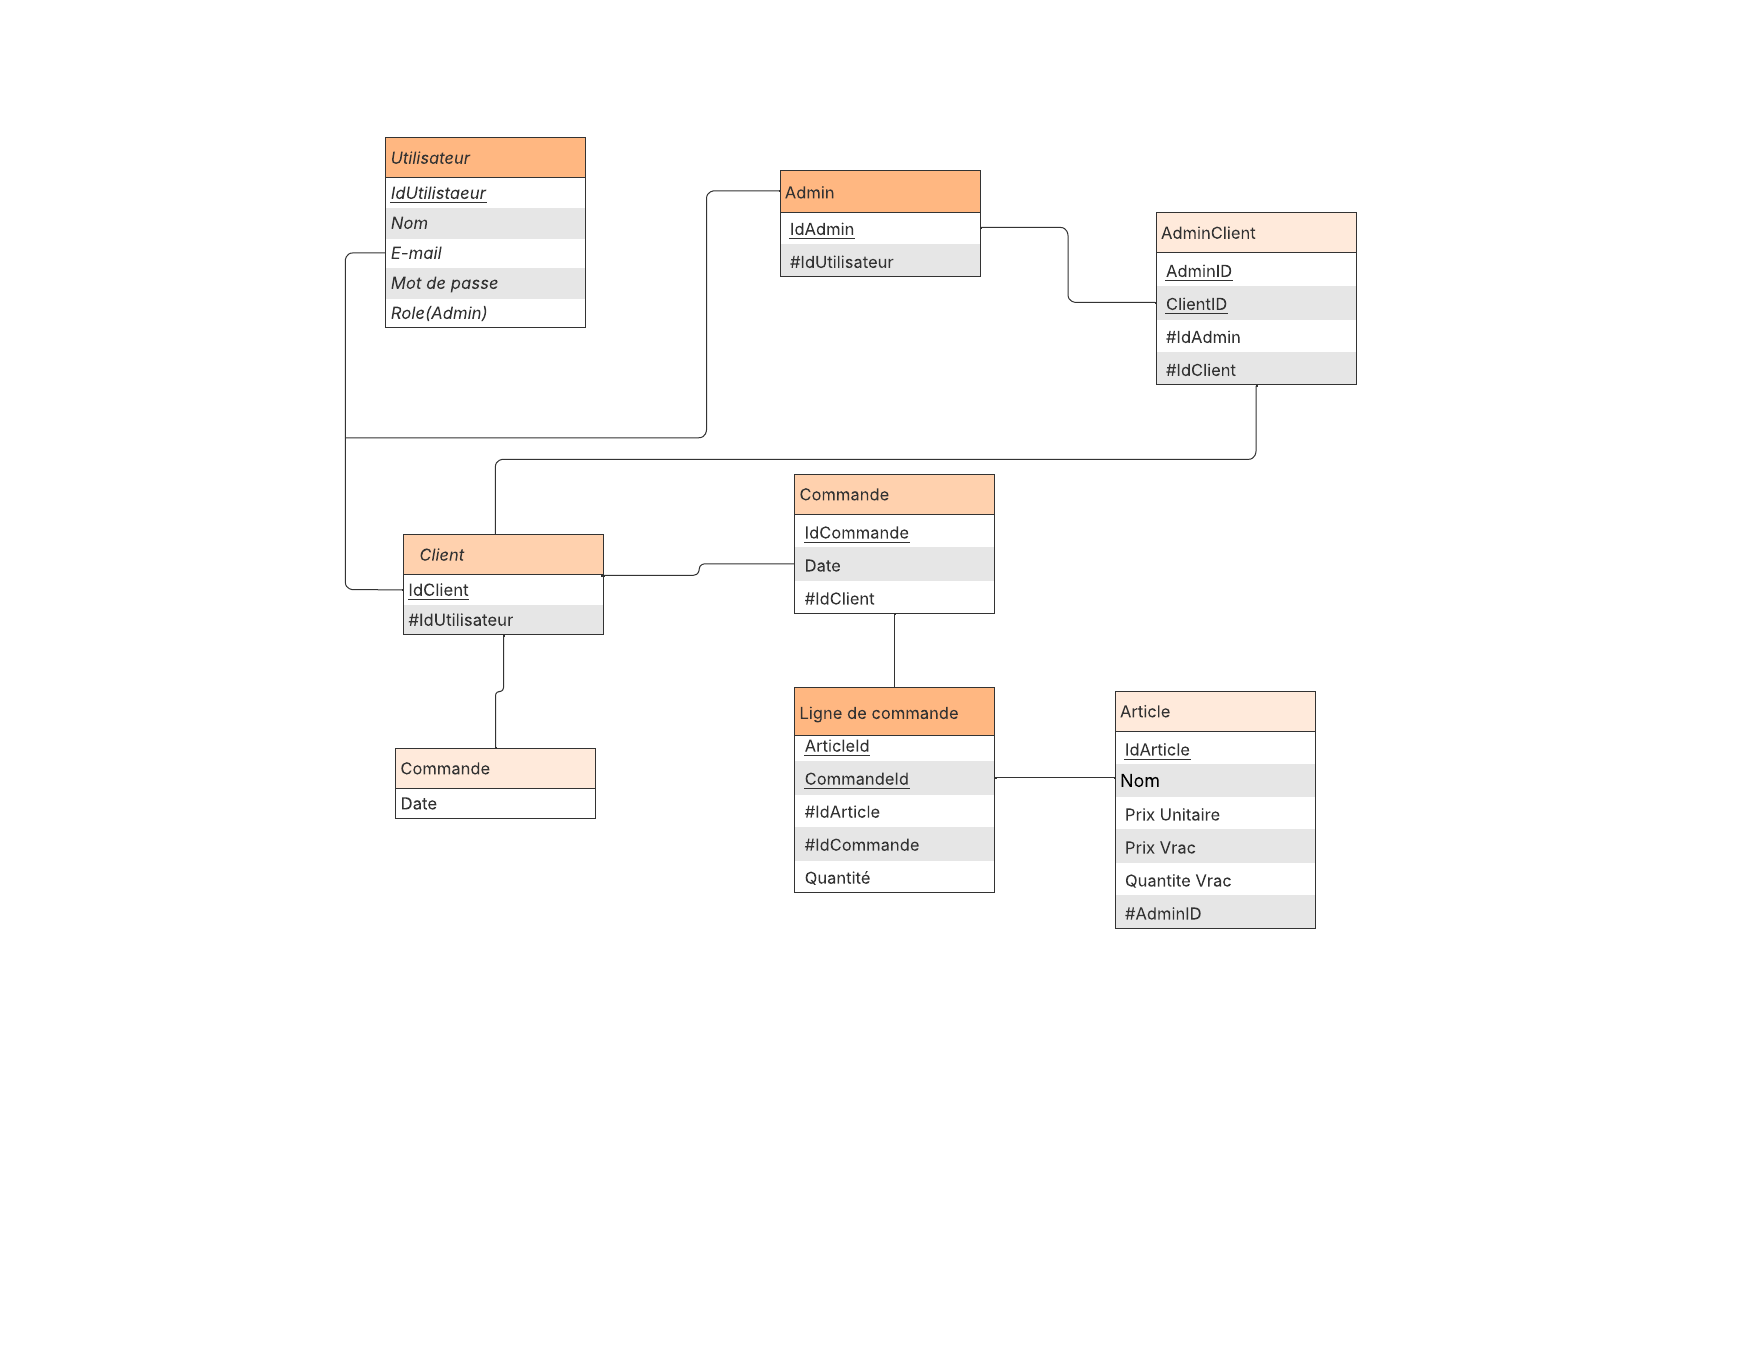 Utilisateur
IdUtilistaeur
Nom
E-mail
Mot de passe
Role(Admin)
Admin
IdAdmin
#IdUtilisateur
AdminClient
AdminID
ClientID
#IdAdmin
#IdClient
Client
IdClient
#IdUtilisateur
Commande
IdCommande
Date
#IdClient
Commande
Date
Ligne de commande
ArticleId
CommandeId
#IdArticle
#IdCommande
Quantité
Article
IdArticle
Nom
Prix Unitaire
Prix Vrac
Quantite Vrac
#AdminID